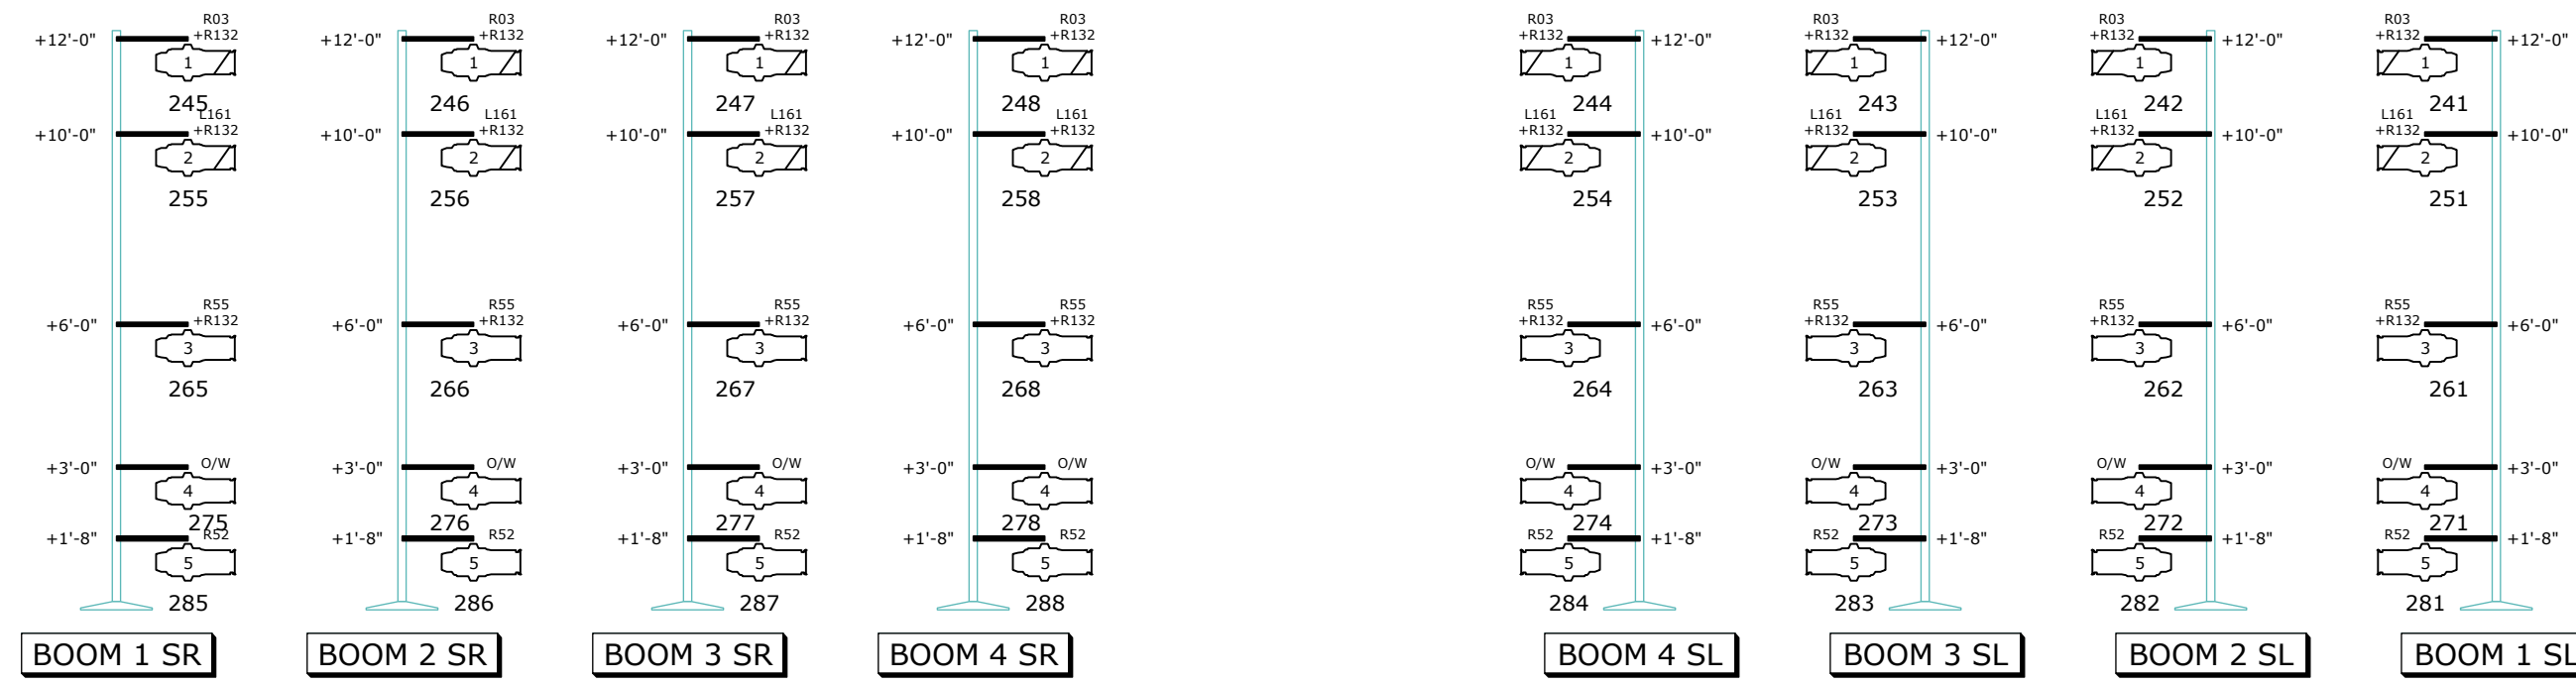 R03 R03 R03 R03 R03 R03 R03 R03
+12'-0" +R132 +12'-0" +R132 +12'-0" +R132 +12'-0" +R132 +R132 +12'-0" +R132 +12'-0" +R132 +12'-0" +R132 +12'-0"
1 1 1 1 1 1 1 1
245 246 247 248 244 243 242 241
L161 L161 L161 L161 L161 L161 L161 L161
+10'-0" +R132 +10'-0" +R132 +10'-0" +R132 +10'-0" +R132 +R132 +10'-0" +R132 +10'-0" +R132 +10'-0" +R132 +10'-0"
2 2 2 2 2 2 2 2
255 256 257 258 254 253 252 251
R55 R55 R55 R55 R55 R55 R55 R55
+6'-0" +R132 +6'-0" +R132 +6'-0" +R132 +6'-0" +R132 +R132 +6'-0" +R132 +6'-0" +R132 +6'-0" +R132 +6'-0"
3 3 3 3 3 3 3 3
265 266 267 268 264 263 262 261
+3'-0" O/W +3'-0" O/W +3'-0" O/W +3'-0" O/W O/W +3'-0" O/W +3'-0" O/W +3'-0" O/W +3'-0"
4 4 4 4 4 4 4 4
275 276 277 278 274 273 272 271
+1'-8" R52 +1'-8" R52 +1'-8" R52 +1'-8" R52 R52 +1'-8" R52 +1'-8" R52 +1'-8" R52 +1'-8"
5 5 5 5 5 5 5 5
285 286 287 288 284 283 282 281
BOOM 1 SR BOOM 2 SR BOOM 3 SR BOOM 4 SR BOOM 4 SL BOOM 3 SL BOOM 2 SL BOOM 1 SL